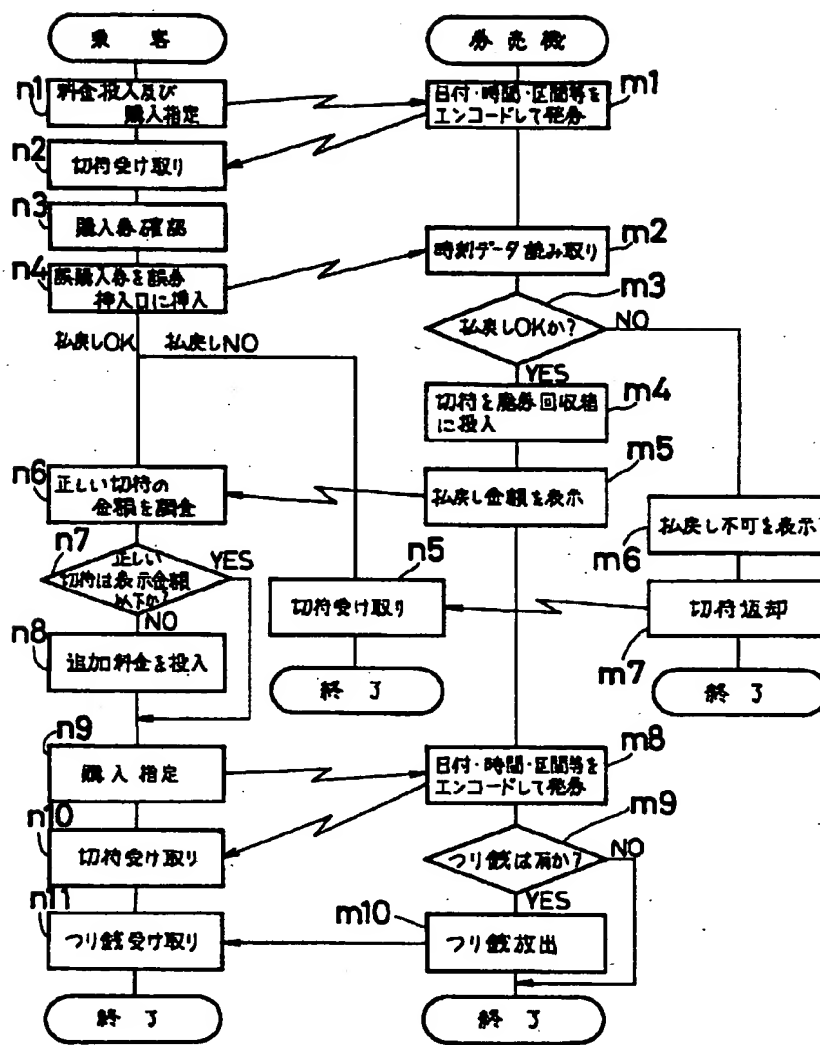 乗客
券売機
n1
料金投入及び
購入指定
日付・時間・区間等を
エンコードして発券
m1
n2
切符受け取り
n3
購入券確認
時刻データ読み取り
m2
n4
誤購入券を誤券
挿入口に挿入
m3
払戻しOKか?
NO
YES
払戻しOK
払戻しNO
切符を廃券回収箱
に投入
m4
m5
n6
正しい切符の
金額を調査
払戻し金額を表示
払戻し不可を表示
m6
n7
正しい
切符は表示金額
以下か?
YES
NO
n5
切符受け取り
切符返却
m7
n8
追加料金を投入
終了
終了
n9
購入指定
日付・時間・区間等を
エンコードして発券
m8
m9
n10
切符受け取り
つり銭は有か?
NO
YES
n11
つり銭受け取り
m10
つり銭放出
終了
終了